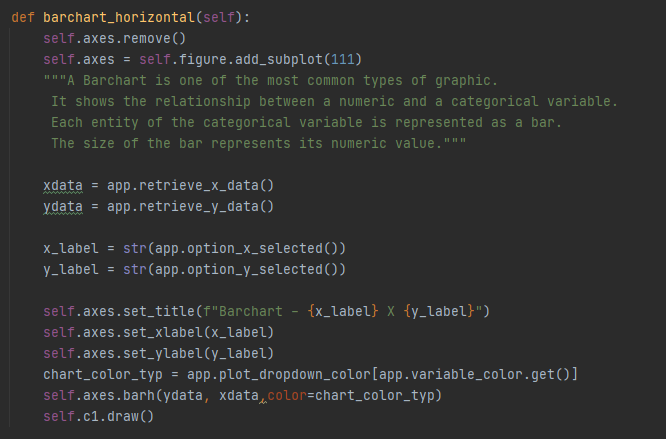 def barchart_horizontal(self):
    self.axes.remove()
    self.axes = self.figure.add_subplot(111)
    """A Barchart is one of the most common types of graphic.
     It shows the relationship between a numeric and a categorical variable.
     Each entity of the categorical variable is represented as a bar.
     The size of the bar represents its numeric value."""

    xdata = app.retrieve_x_data()
    ydata = app.retrieve_y_data()

    x_label = str(app.option_x_selected())
    y_label = str(app.option_y_selected())

    self.axes.set_title(f"Barchart - {x_label} X {y_label}")
    self.axes.set_xlabel(x_label)
    self.axes.set_ylabel(y_label)
    chart_color_typ = app.plot_dropdown_color[app.variable_color.get()]
    self.axes.barh(ydata, xdata,color=chart_color_typ)
    self.c1.draw()